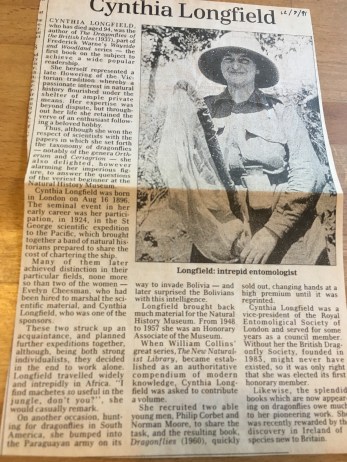 Cynthia Longfield
CYNTHIA LONGFIELD,
who has died aged 94, was the
author of The Dragonflies of
the British Isles (1937), part of
Frederick Warne's Wayside
and Woodland series — the
first book on the subject to
achieve a wide popular
readership.
She herself represented a
late flowering of the Vic-
torian tradition whereby a
passionate interest in natural
history flourished under the
shelter of ample private
means. Her expertise was
beyond dispute, but through-
out her life she retained the
verve of an enthusiast follow-
ing a beloved hobby.
Thus, although she won the
respect of scientists with the
papers in which she set forth
the taxonomy of dragonflies
— notably of the genera Orth-
etrum and Ceriagrion — she
also delighted, however
alarming her imperious fig-
ure, to answer the questions
of the veriest beginner at the
Natural History Museum.
Cynthia Longfield was born
in London on Aug 16 1896.
The seminal event in her
early career was her partici-
pation, in 1924, in the St
George scientific expedition
to the Pacific, which brought
together a band of natural his-
torians prepared to share the
cost of chartering the ship.
Many of them later
achieved distinction in their
particular fields, none more
so than two of the women —
Evelyn Cheesman, who had
been hired to marshal the sci-
entific material, and Cynthia
Longfield, who was one of the
sponsors.
These two struck up an
acquaintance, and planned
further expeditions together,
although, being both strong
individualists, they decided
in the end to work alone.
Longfield travelled widely
and intrepidly in Africa. "I
find machetes so useful in the
jungle, don't you?", she
would casually remark.
On another occasion, hunt-
ing for dragonflies in South
America, she bumped into
the Paraguayan army on its
Longfield: intrepid entomologist
way to invade Bolivia — and
later surprised the Bolivians
with this intelligence.
Longfield brought back
much material for the Natural
History Museum. From 1948
to 1957 she was an Honorary
Associate of the Museum.
When William Collins'
great series, The New Natural-
ist Library, became estab-
lished as an authoritative
compendium of modern
knowledge, Cynthia Long-
field was asked to contribute
a volume.
She recruited two able
young men, Philip Corbet and
Norman Moore, to share the
task, and the resulting book,
Dragonflies (1960), quickly
sold out, changing hands at a
high premium until it was
reprinted.
Cynthia Longfield was a
vice-president of the Royal
Entomological Society of
London and served for some
years as a council member.
Without her the British Drag-
onfly Society, founded in
1983, might never have
existed, so it was only right
that she was elected its first
honorary member.
Likewise, the splendid
books which are now appear-
ing on dragonflies owe much
to her pioneering work. She
was recently rewarded by the
discovery in Ireland of
species new to Britain.